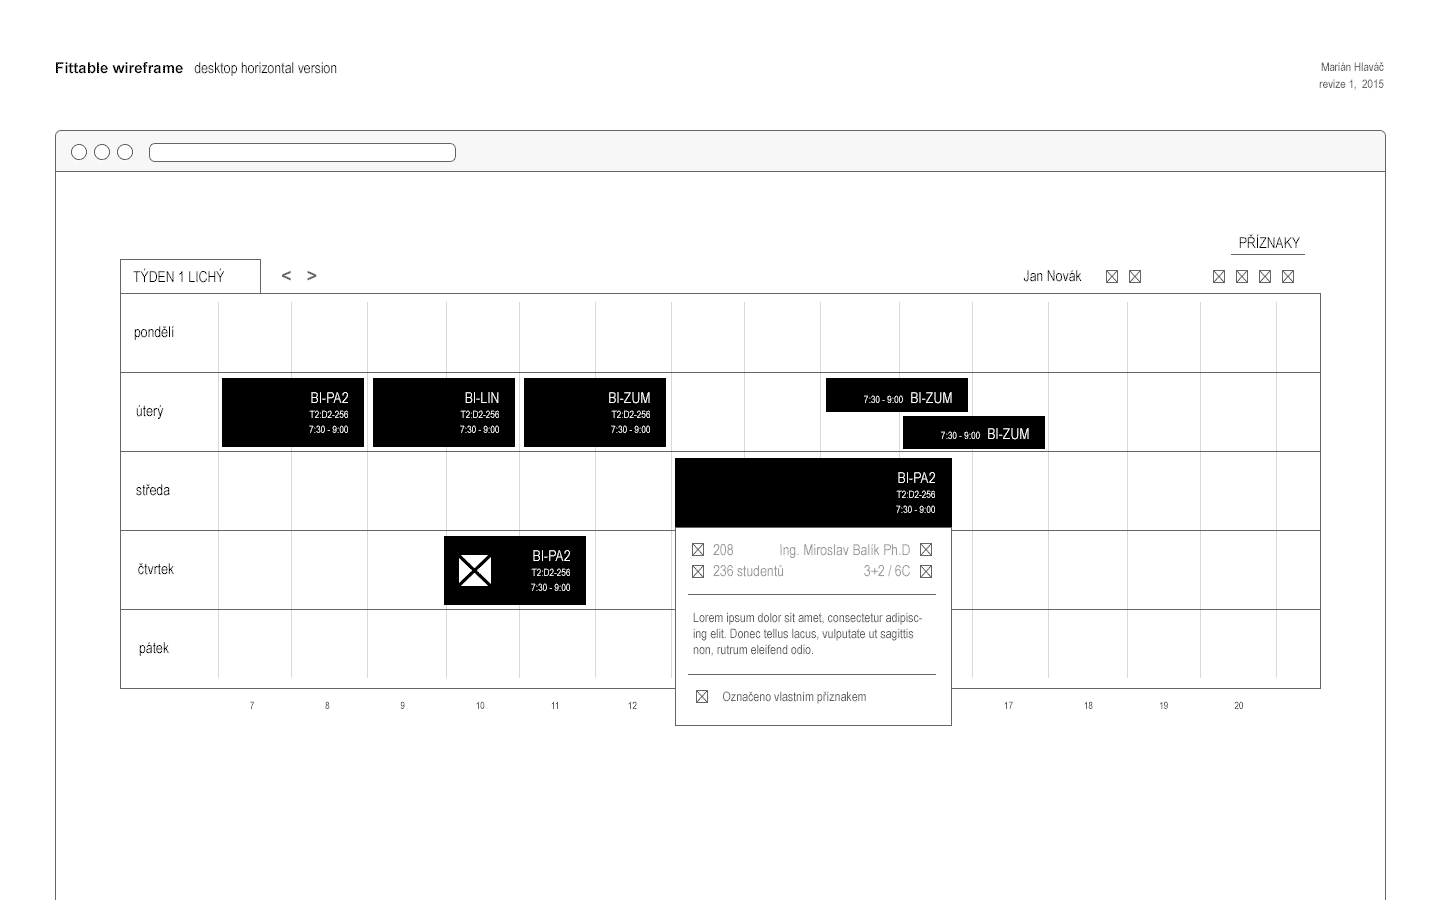 Fittable wireframe desktop horizontal version
Marián Hlaváč
revize 1, 2015
PŘÍZNAKY
TÝDEN 1 LICHÝ
< >
Jan Novák
pondělí
úterý
BI-PA2
T2:D2-256
7:30 - 9:00
BI-LIN
T2:D2-256
7:30 - 9:00
BI-ZUM
T2:D2-256
7:30 - 9:00
7:30 - 9:00 BI-ZUM
7:30 - 9:00 BI-ZUM
středa
BI-PA2
T2:D2-256
7:30 - 9:00
208 Ing. Miroslav Balík Ph.D
236 studentů 3+2 / 6C
Lorem ipsum dolor sit amet, consectetur adipisc-
ing elit. Donec tellus lacus, vulputate ut sagittis
non, rutrum eleifend odio.
Označeno vlastním příznakem
čtvrtek
BI-PA2
T2:D2-256
7:30 - 9:00
pátek
7 8 9 10 11 12 17 18 19 20